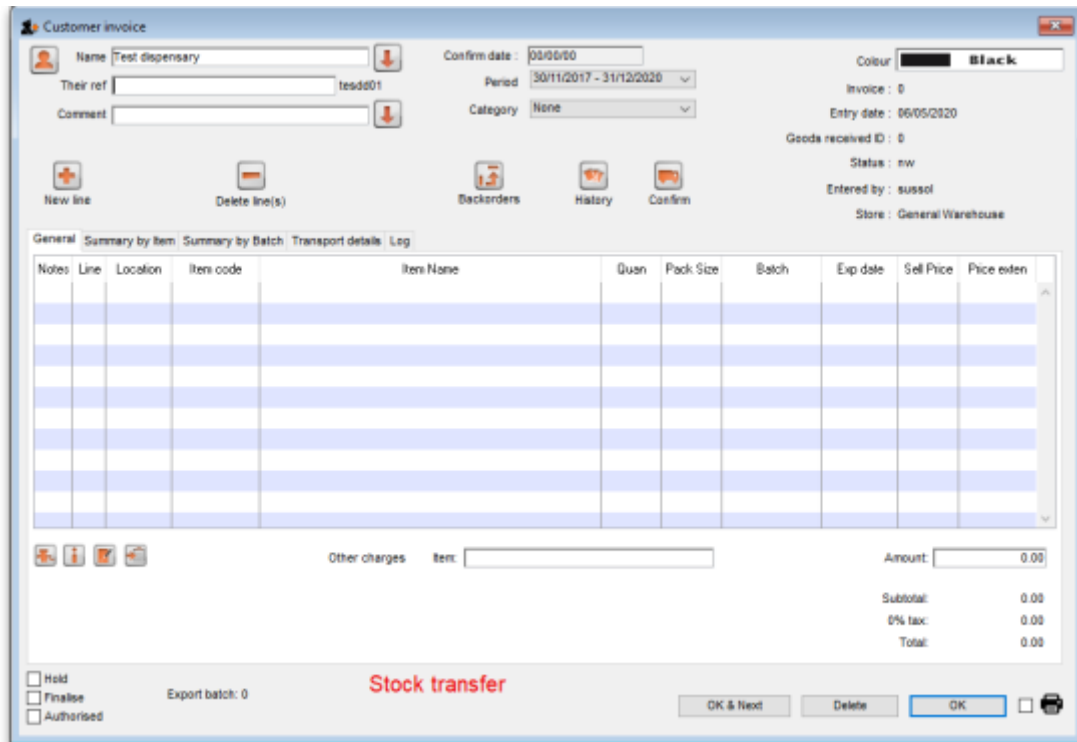 Customer invoice
Name Test dispensary Confirm date : 00/00/00 Colour Black
Their ref tesdd01 Period 30/11/2017 - 31/12/2020 Invoice : 0
Comment Category None Entry date : 06/05/2020
Goods received ID : 0
Status : nw
Entered by : sussol
Store : General Warehouse
New line Delete line(s) Backorders History Confirm
General Summary by Item Summary by Batch Transport details Log
Notes Line Location Item code Item Name Quan Pack Size Batch Exp date Sell Price Price exten
Other charges Item: Amount: 0.00
Subtotal: 0.00
0% tax: 0.00
Total: 0.00
Hold
Finalise Export batch: 0 Stock transfer
Authorised OK & Next Delete OK